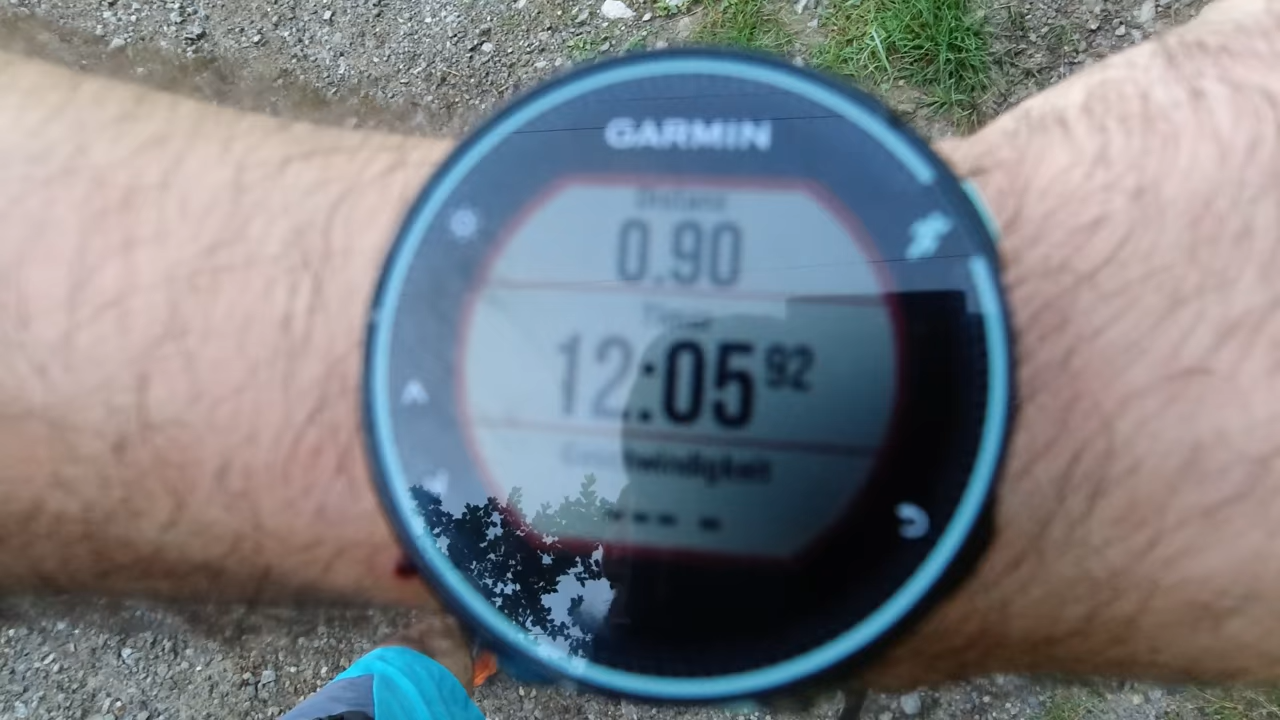 GARMIN
Distanz
0.90
Timer
12:05 92
Geschwindigkeit
--- -